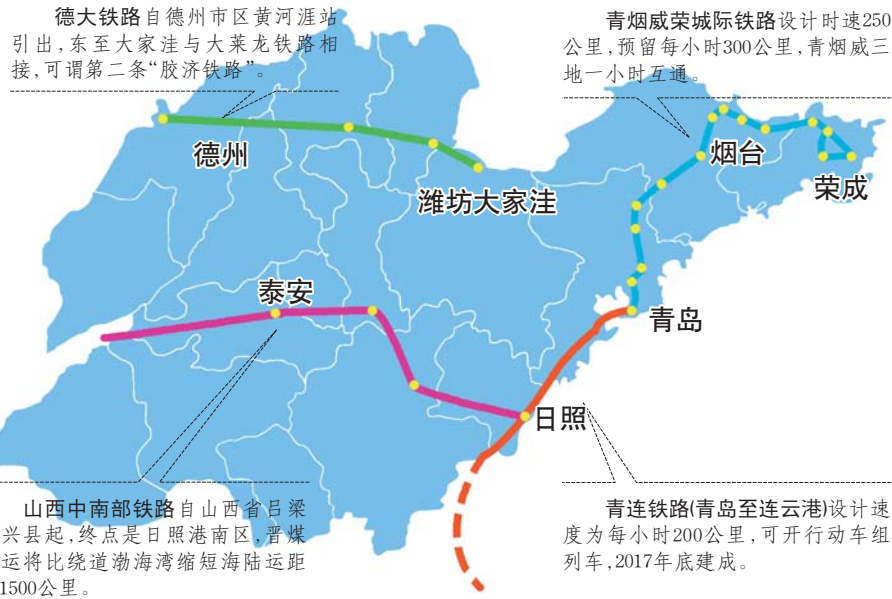 德大铁路自德州市区黄河涯站
引出,东至大家洼与大莱龙铁路相
接,可谓第二条“胶济铁路”。
青烟威荣城际铁路设计时速250
公里,预留每小时300公里,青烟威三
地一小时互通。
德州
潍坊大家洼
烟台
荣成
泰安
青岛
日照
山西中南部铁路自山西省吕梁
兴县起,终点是日照港南区,晋煤
运将比绕道渤海湾缩短海陆运距
1500公里。
青连铁路(青岛至连云港)设计速
度为每小时200公里,可开行动车组
列车,2017年底建成。